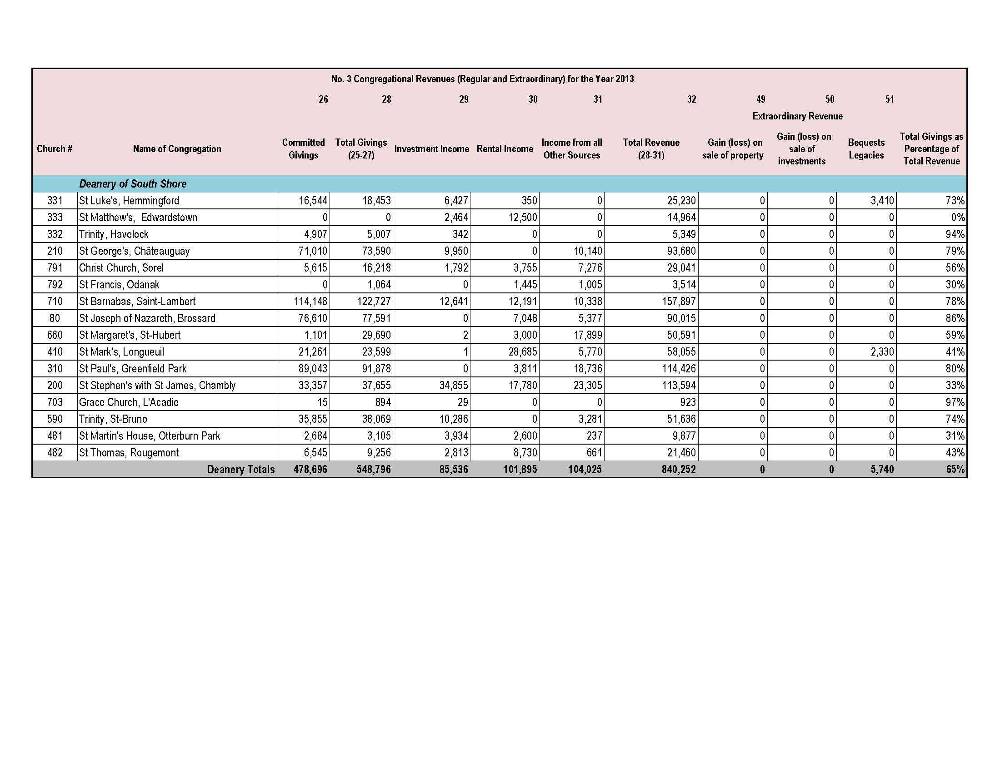 No. 3 Congregational Revenues (Regular and Extraordinary) for the Year 2013
26 28 29 30 31 32 49 50 51
Extraordinary Revenue
Church # Name of Congregation Committed Givings Total Givings (25-27) Investment Income Rental Income Income from all Other Sources Total Revenue (28-31) Gain (loss) on sale of property Gain (loss) on sale of investments Bequests Legacies Total Givings as Percentage of Total Revenue
Deanery of South Shore
331 St Luke's, Hemmingford 16,544 18,453 6,427 350 0 25,230 0 0 3,410 73%
333 St Matthew's, Edwardstown 0 0 2,464 12,500 0 14,964 0 0 0 0%
332 Trinity, Havelock 4,907 5,007 342 0 0 5,349 0 0 0 94%
210 St George's, Châteauguay 71,010 73,590 9,950 0 10,140 93,680 0 0 0 79%
791 Christ Church, Sorel 5,615 16,218 1,792 3,755 7,276 29,041 0 0 0 56%
792 St Francis, Odanak 0 1,064 0 1,445 1,005 3,514 0 0 0 30%
710 St Barnabas, Saint-Lambert 114,148 122,727 12,641 12,191 10,338 157,897 0 0 0 78%
80 St Joseph of Nazareth, Brossard 76,610 77,591 0 7,048 5,377 90,015 0 0 0 86%
660 St Margaret's, St-Hubert 1,101 29,690 2 3,000 17,899 50,591 0 0 0 59%
410 St Mark's, Longueuil 21,261 23,599 1 28,685 5,770 58,055 0 0 2,330 41%
310 St Paul's, Greenfield Park 89,043 91,878 0 3,811 18,736 114,426 0 0 0 80%
200 St Stephen's with St James, Chambly 33,357 37,655 34,855 17,780 23,305 113,594 0 0 0 33%
703 Grace Church, L'Acadie 15 894 29 0 0 923 0 0 0 97%
590 Trinity, St-Bruno 35,855 38,069 10,286 0 3,281 51,636 0 0 0 74%
481 St Martin's House, Otterburn Park 2,684 3,105 3,934 2,600 237 9,877 0 0 0 31%
482 St Thomas, Rougemont 6,545 9,256 2,813 8,730 661 21,460 0 0 0 43%
Deanery Totals 478,696 548,796 85,536 101,895 104,025 840,252 0 0 5,740 65%